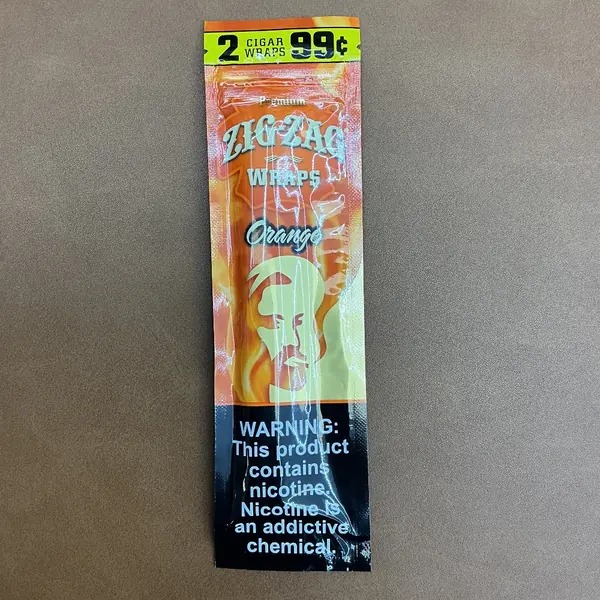 2 CIGAR WRAPS 99¢
Premium
ZIG-ZAG
WRAPS
Orange
WARNING:
This product
contains
nicotine.
Nicotine is
an addictive
chemical.